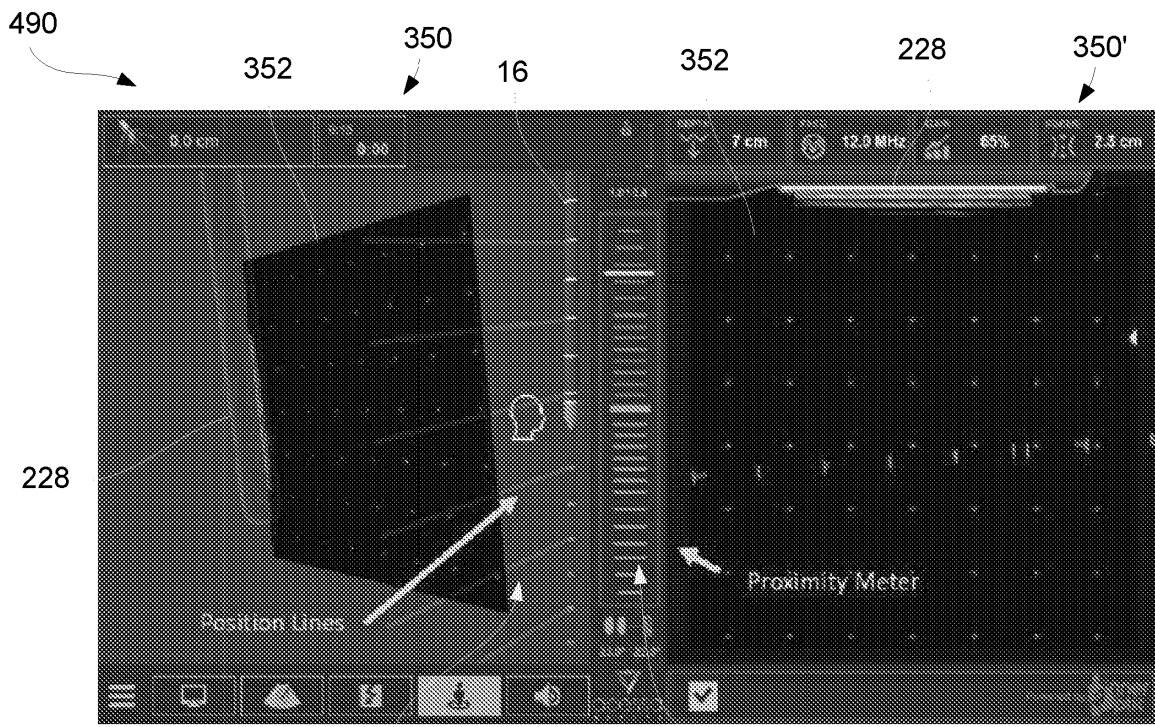 490
350
352
16
352
228
350'
0.0 cm
0:00
7 cm
12.0 MHz
65%
2.3 cm
228
Proximity Meter
Position Lines